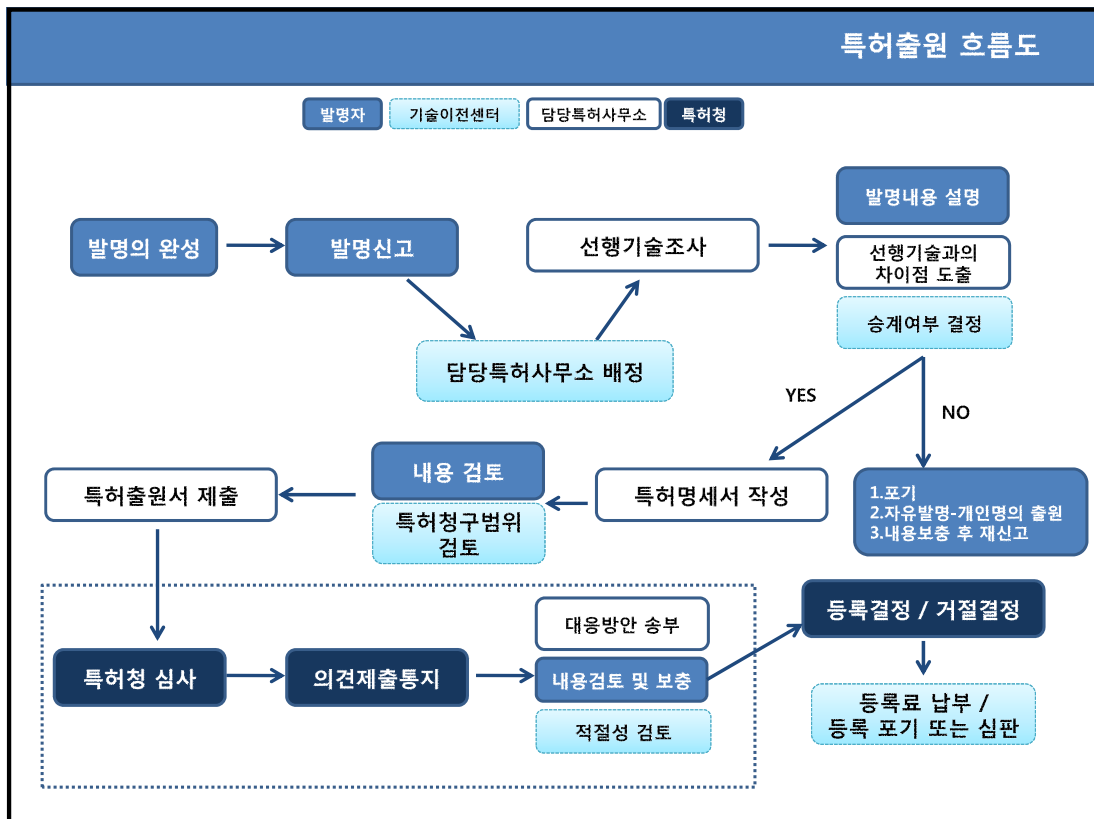 특허출원 흐름도
발명자
기술이전센터
담당특허사무소
특허청
발명의 완성
발명신고
담당특허사무소 배정
선행기술조사
발명내용 설명
선행기술과의
차이점 도출
승계여부 결정
YES
NO
1.포기
2.자유발명-개인명의 출원
3.내용보충 후 재신고
특허명세서 작성
내용 검토
특허청구범위
검토
특허출원서 제출
특허청 심사
의견제출통지
대응방안 송부
내용검토 및 보충
적절성 검토
등록결정 / 거절결정
등록료 납부 /
등록 포기 또는 심판